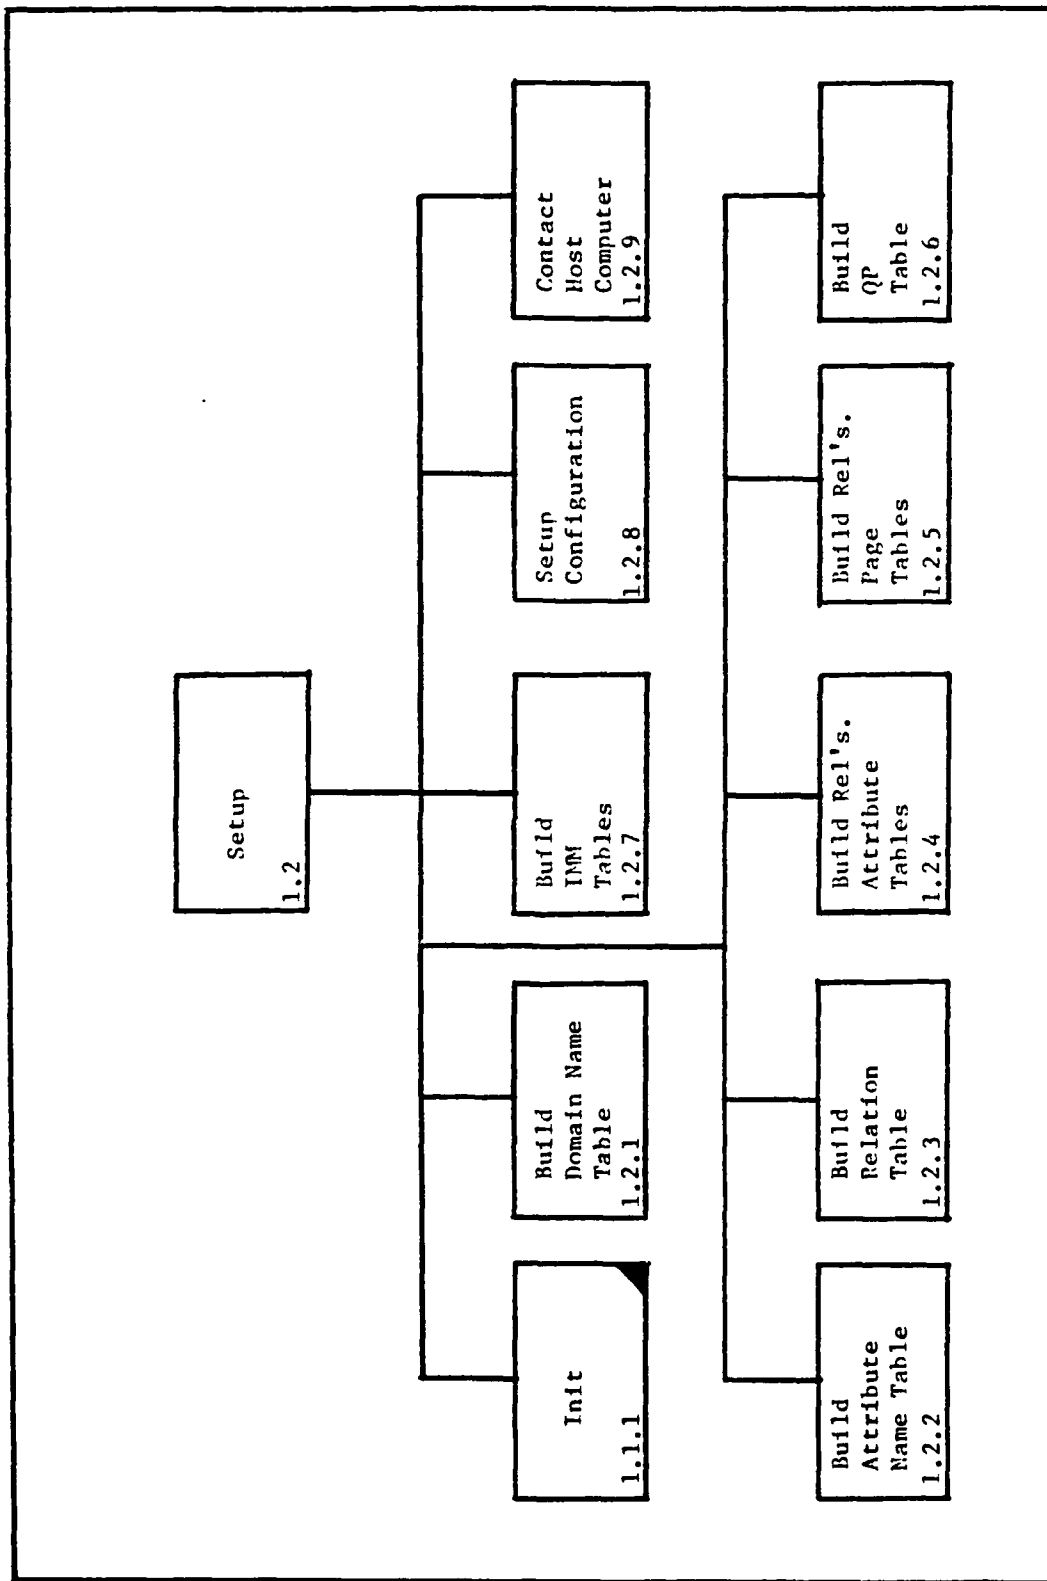 Setup
1.2
Init
1.1.1
Build
Domain Name
Table
1.2.1
Build
IMM
Tables
1.2.7
Setup
Configuration
1.2.8
Contact
Host
Computer
1.2.9
Build
Attribute
Name Table
1.2.2
Build
Relation
Table
1.2.3
Build Rel's.
Attribute
Tables
1.2.4
Build Rel's.
Page
Tables
1.2.5
Build
QP
Table
1.2.6